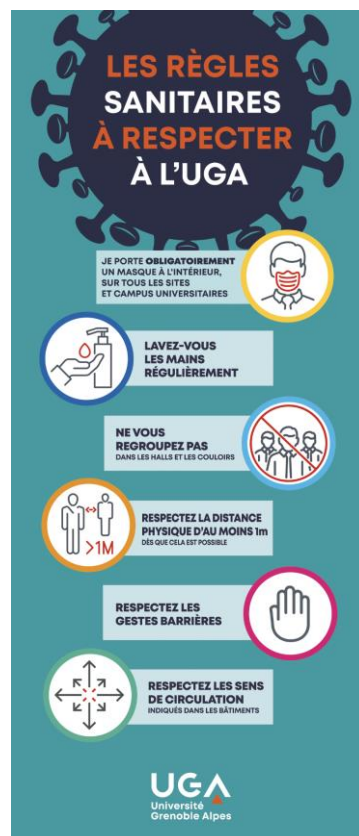 LES RÈGLES
SANITAIRES
À RESPECTER
À L'UGA
JE PORTE OBLIGATOIREMENT
UN MASQUE À L'INTÉRIEUR,
SUR TOUS LES SITES
ET CAMPUS UNIVERSITAIRES
LAVEZ-VOUS
LES MAINS
RÉGULIÈREMENT
NE VOUS
REGROUPEZ PAS
DANS LES HALLS ET LES COULOIRS
>1M
RESPECTEZ LA DISTANCE
PHYSIQUE D'AU MOINS 1m
DÈS QUE CELA EST POSSIBLE
RESPECTEZ LES
GESTES BARRIÈRES
RESPECTEZ LES SENS
DE CIRCULATION
INDIQUÉS DANS LES BÂTIMENTS
UGA
Université
Grenoble Alpes